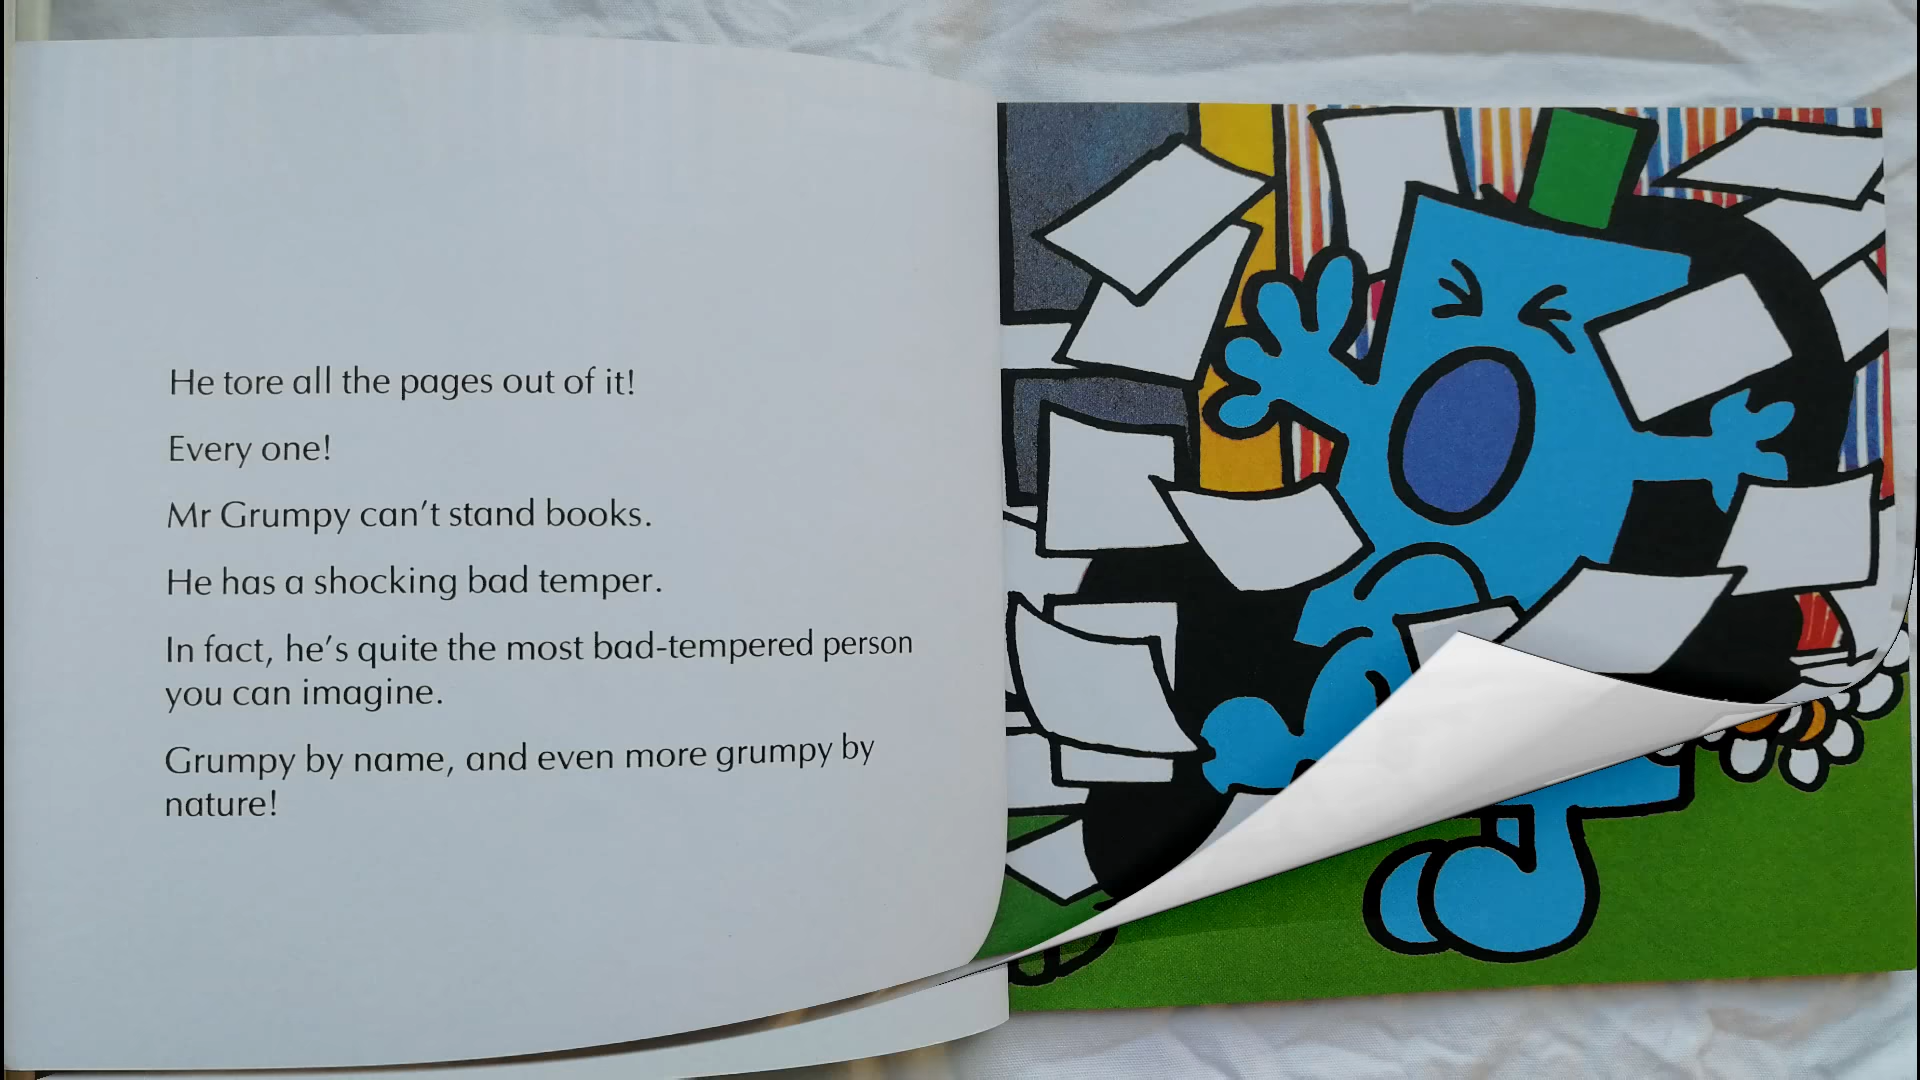 He tore all the pages out of it!
Every one!
Mr Grumpy can't stand books.
He has a shocking bad temper.
In fact, he's quite the most bad-tempered person
you can imagine.
Grumpy by name, and even more grumpy by
nature!